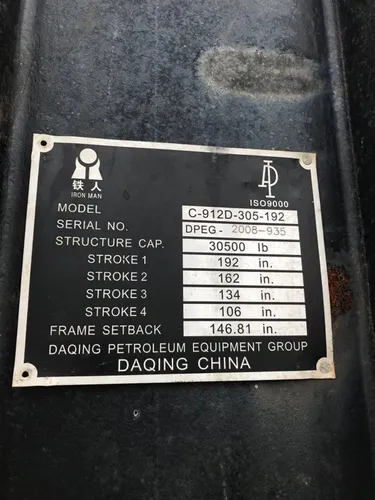 铁人
IRON MAN
ISO9000
MODEL C-912D-305-192
SERIAL NO. DPEG- 2008-935
STRUCTURE CAP. 30500 lb
STROKE 1 192 in.
STROKE 2 162 in.
STROKE 3 134 in.
STROKE 4 106 in.
FRAME SETBACK 146.81 in.
DAQING PETROLEUM EQUIPMENT GROUP
DAQING CHINA